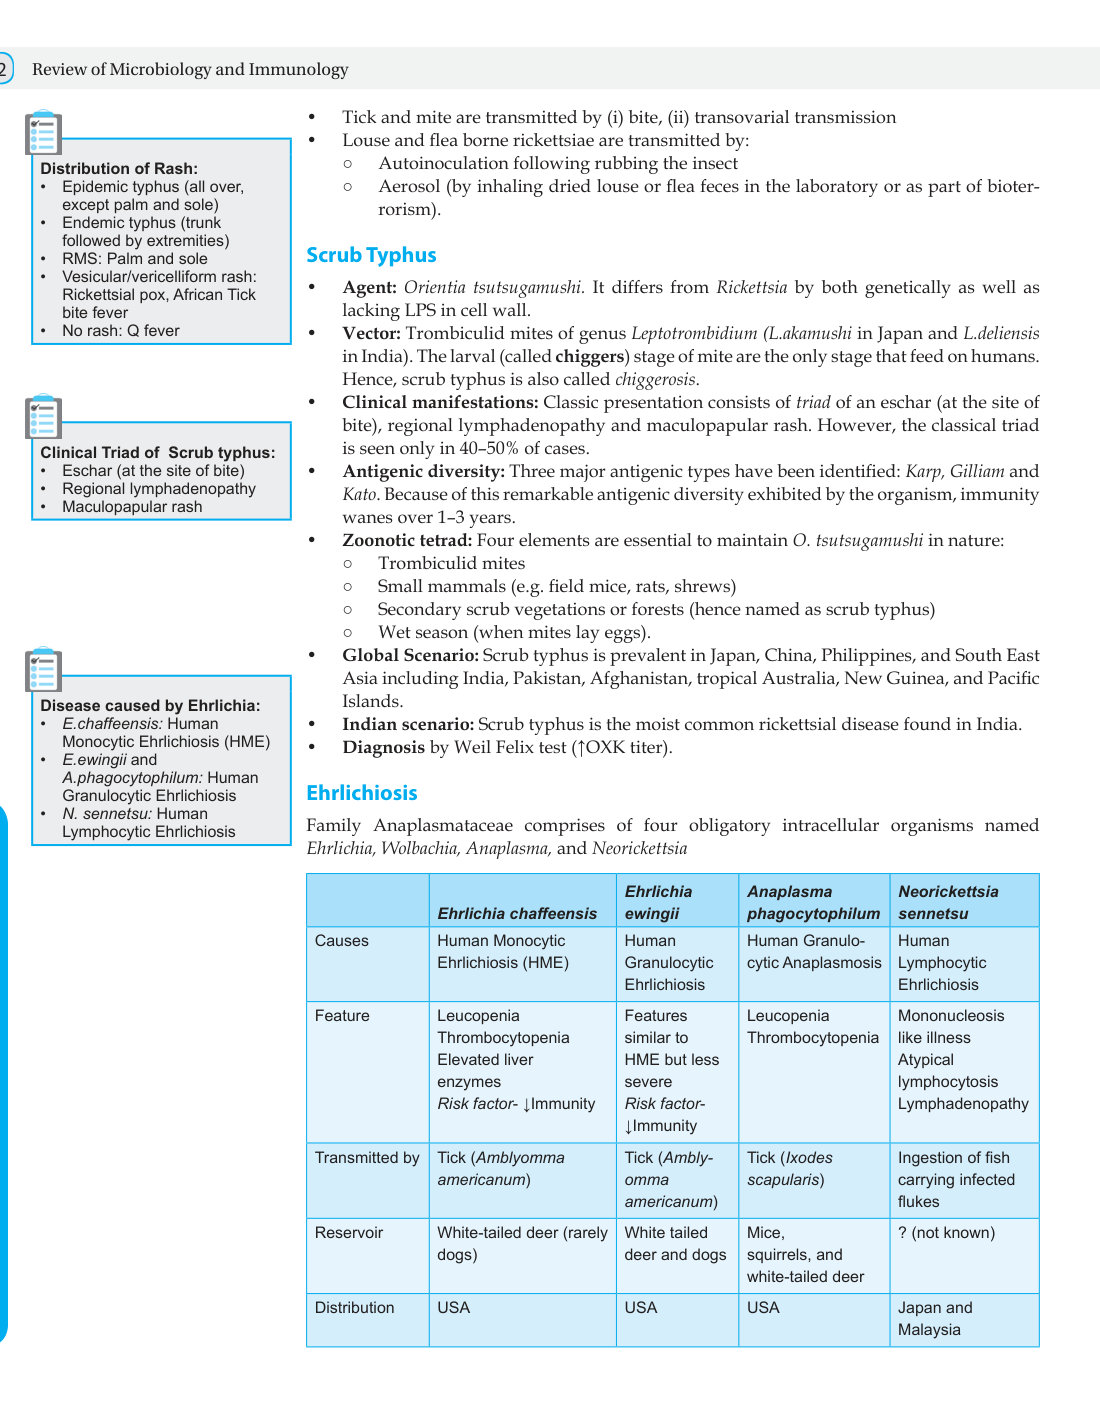 2 Review of Microbiology and Immunology
Distribution of Rash:
• Epidemic typhus (all over,
except palm and sole)
• Endemic typhus (trunk
followed by extremities)
• RMS: Palm and sole
• Vesicular/vericelliform rash:
Rickettsial pox, African Tick
bite fever
• No rash: Q fever
Clinical Triad of Scrub typhus:
• Eschar (at the site of bite)
• Regional lymphadenopathy
• Maculopapular rash
Disease caused by Ehrlichia:
• E.chaffeensis: Human
Monocytic Ehrlichiosis (HME)
• E.ewingii and
A.phagocytophilum: Human
Granulocytic Ehrlichiosis
• N. sennetsu: Human
Lymphocytic Ehrlichiosis
• Tick and mite are transmitted by (i) bite, (ii) transovarial transmission
• Louse and flea borne rickettsiae are transmitted by:
○ Autoinoculation following rubbing the insect
○ Aerosol (by inhaling dried louse or flea feces in the laboratory or as part of bioter-
rorism).
Scrub Typhus
• Agent: Orientia tsutsugamushi. It differs from Rickettsia by both genetically as well as
lacking LPS in cell wall.
• Vector: Trombiculid mites of genus Leptotrombidium (L.akamushi in Japan and L.deliensis
in India). The larval (called chiggers) stage of mite are the only stage that feed on humans.
Hence, scrub typhus is also called chiggerosis.
• Clinical manifestations: Classic presentation consists of triad of an eschar (at the site of
bite), regional lymphadenopathy and maculopapular rash. However, the classical triad
is seen only in 40–50% of cases.
• Antigenic diversity: Three major antigenic types have been identified: Karp, Gilliam and
Kato. Because of this remarkable antigenic diversity exhibited by the organism, immunity
wanes over 1–3 years.
• Zoonotic tetrad: Four elements are essential to maintain O. tsutsugamushi in nature:
○ Trombiculid mites
○ Small mammals (e.g. field mice, rats, shrews)
○ Secondary scrub vegetations or forests (hence named as scrub typhus)
○ Wet season (when mites lay eggs).
• Global Scenario: Scrub typhus is prevalent in Japan, China, Philippines, and South East
Asia including India, Pakistan, Afghanistan, tropical Australia, New Guinea, and Pacific
Islands.
• Indian scenario: Scrub typhus is the moist common rickettsial disease found in India.
• Diagnosis by Weil Felix test (↑OXK titer).
Ehrlichiosis
Family Anaplasmataceae comprises of four obligatory intracellular organisms named
Ehrlichia, Wolbachia, Anaplasma, and Neorickettsia
Ehrlichia chaffeensis
Ehrlichia
ewingii
Anaplasma
phagocytophilum
Neorickettsia
sennetsu
Causes
Human Monocytic
Ehrlichiosis (HME)
Human
Granulocytic
Ehrlichiosis
Human Granulo-
cytic Anaplasmosis
Human
Lymphocytic
Ehrlichiosis
Feature
Leucopenia
Thrombocytopenia
Elevated liver
enzymes
Risk factor- ↓Immunity
Features
similar to
HME but less
severe
Risk factor-
↓Immunity
Leucopenia
Thrombocytopenia
Mononucleosis
like illness
Atypical
lymphocytosis
Lymphadenopathy
Transmitted by
Tick (Amblyomma
americanum)
Tick (Ambly-
omma
americanum)
Tick (Ixodes
scapularis)
Ingestion of fish
carrying infected
flukes
Reservoir
White-tailed deer (rarely
dogs)
White tailed
deer and dogs
Mice,
squirrels, and
white-tailed deer
? (not known)
Distribution
USA
USA
USA
Japan and
Malaysia